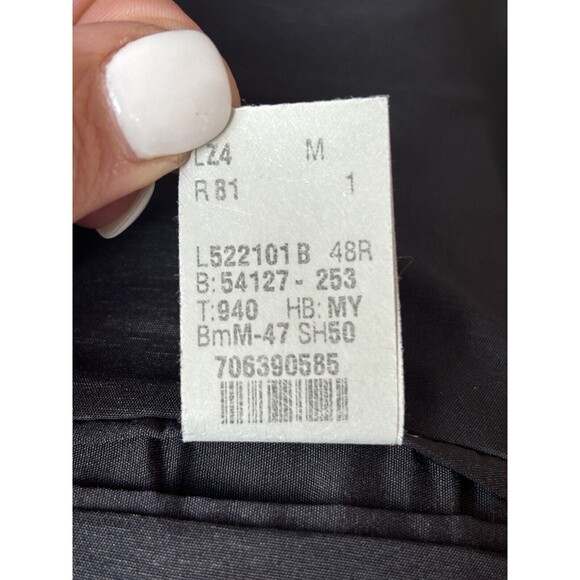 LZ4 M
R 81 1
L522101 B 48R
B: 54127 - 253
T: 940 HB: MY
BmM-47 SH50
706390585